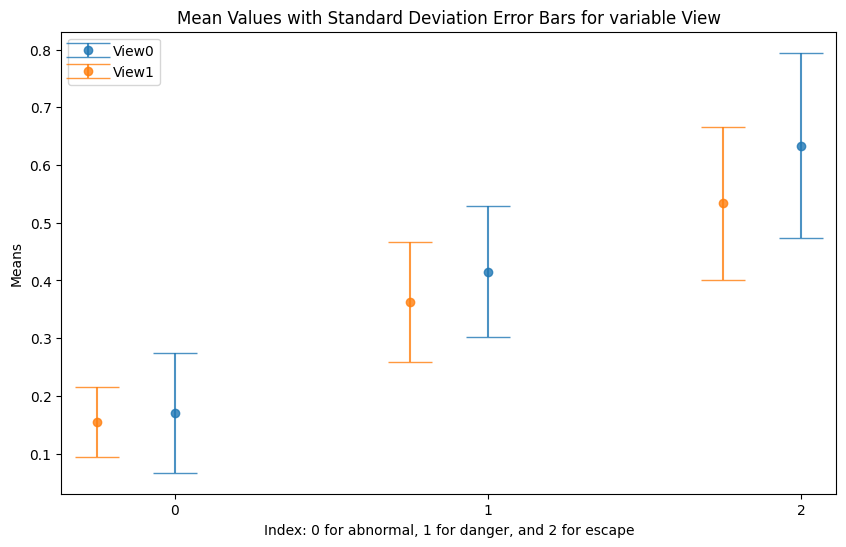 Mean Values with Standard Deviation Error Bars for variable View
View0
View1
0.8
0.7
0.6
0.5
0.4
0.3
0.2
0.1
Means
0 1 2
Index: 0 for abnormal, 1 for danger, and 2 for escape